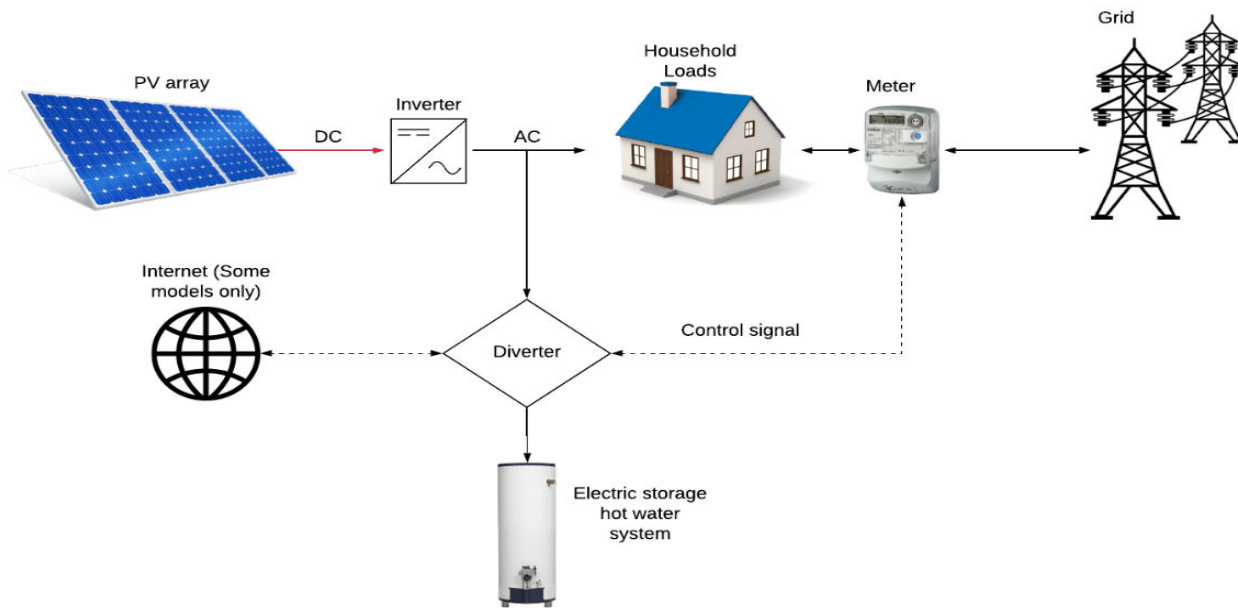 Grid
Household
Loads
PV array
Inverter
Meter
DC
AC
Internet (Some
models only)
Control signal
Diverter
Electric storage
hot water
system